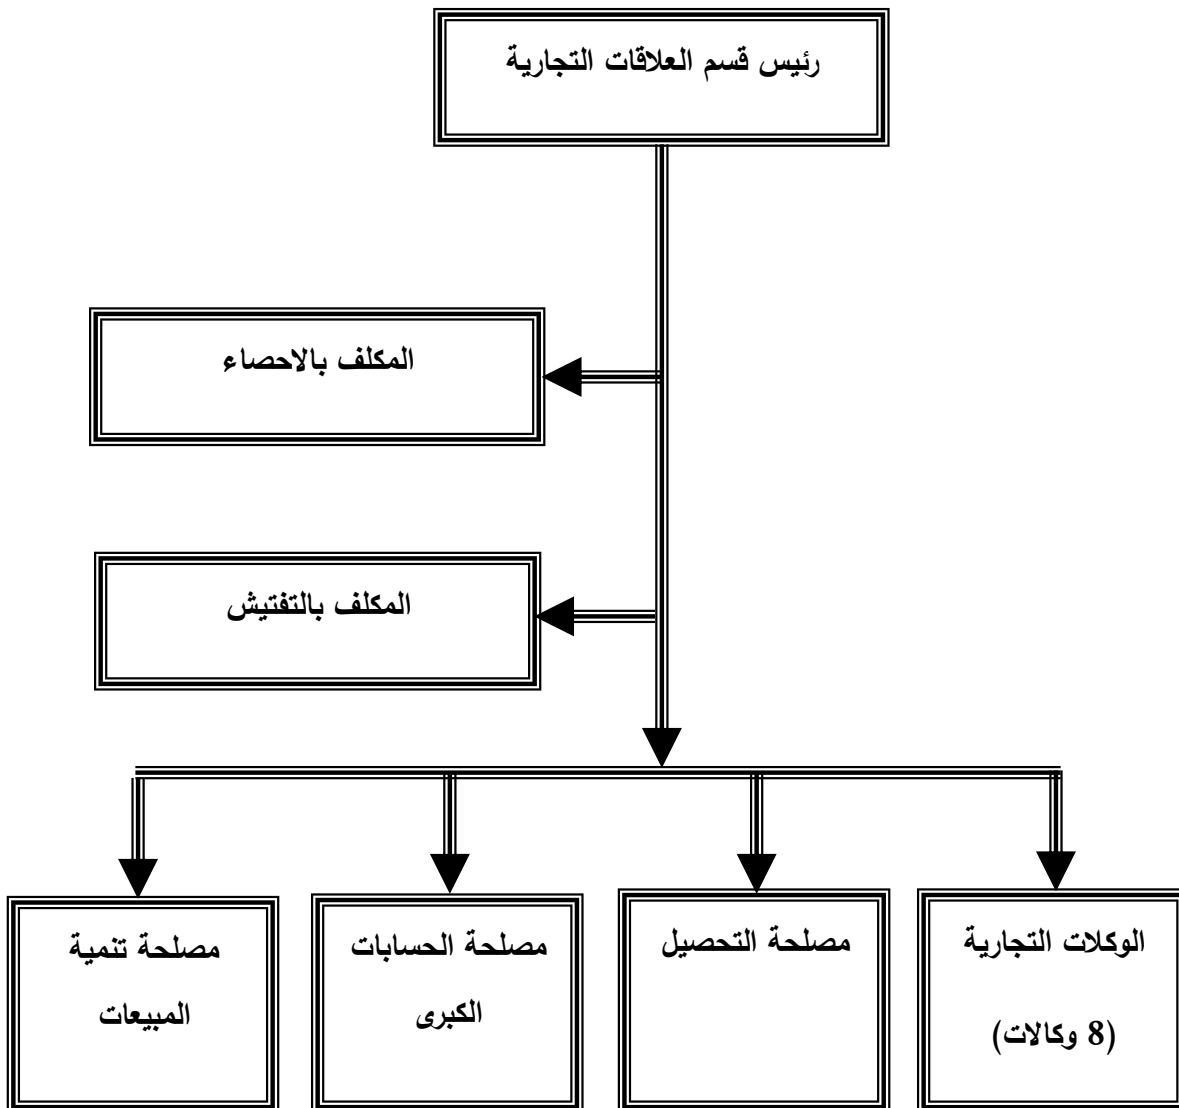 رئيس قسم العلاقات التجارية
المكلف بالاحصاء
المكلف بالتفتيش
الوكلات التجارية
(8 وكالات)
مصلحة التحصيل
مصلحة الحسابات
الكبرى
مصلحة تنمية
المبيعات